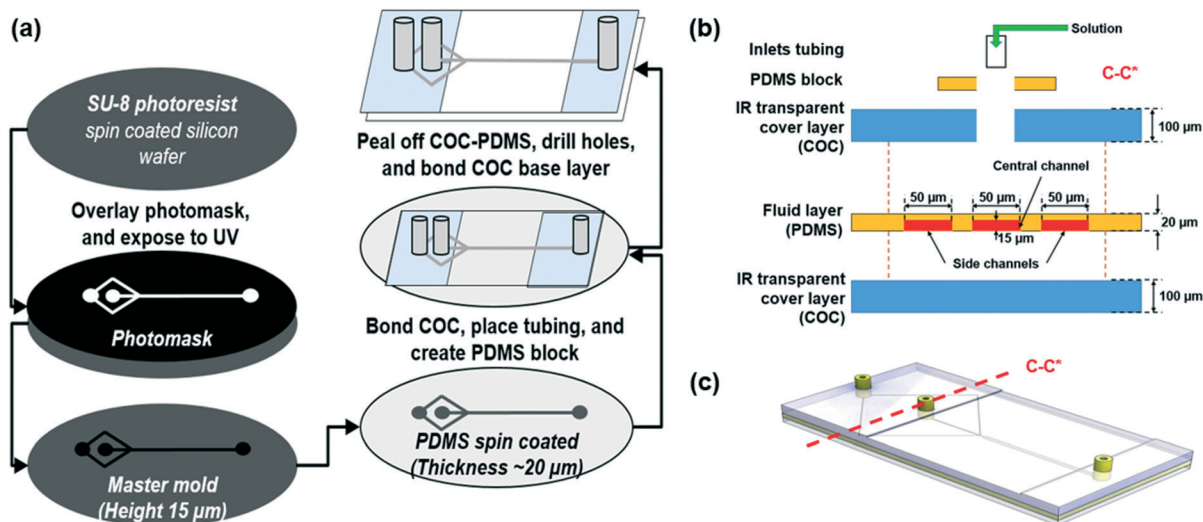 (a)
SU-8 photoresist
spin coated silicon
wafer
Overlay photomask,
and expose to UV
Photomask
Master mold
(Height 15 µm)
Peal off COC-PDMS, drill holes,
and bond COC base layer
Bond COC, place tubing, and
create PDMS block
PDMS spin coated
(Thickness ~20 µm)
(b)
Solution
Inlets tubing
PDMS block
C-C*
IR transparent
cover layer
(COC)
100 µm
Central channel
50 µm 50 µm 50 µm
Fluid layer
(PDMS)
20 µm
15 µm
Side channels
IR transparent
cover layer
(COC)
100 µm
(c)
C-C*